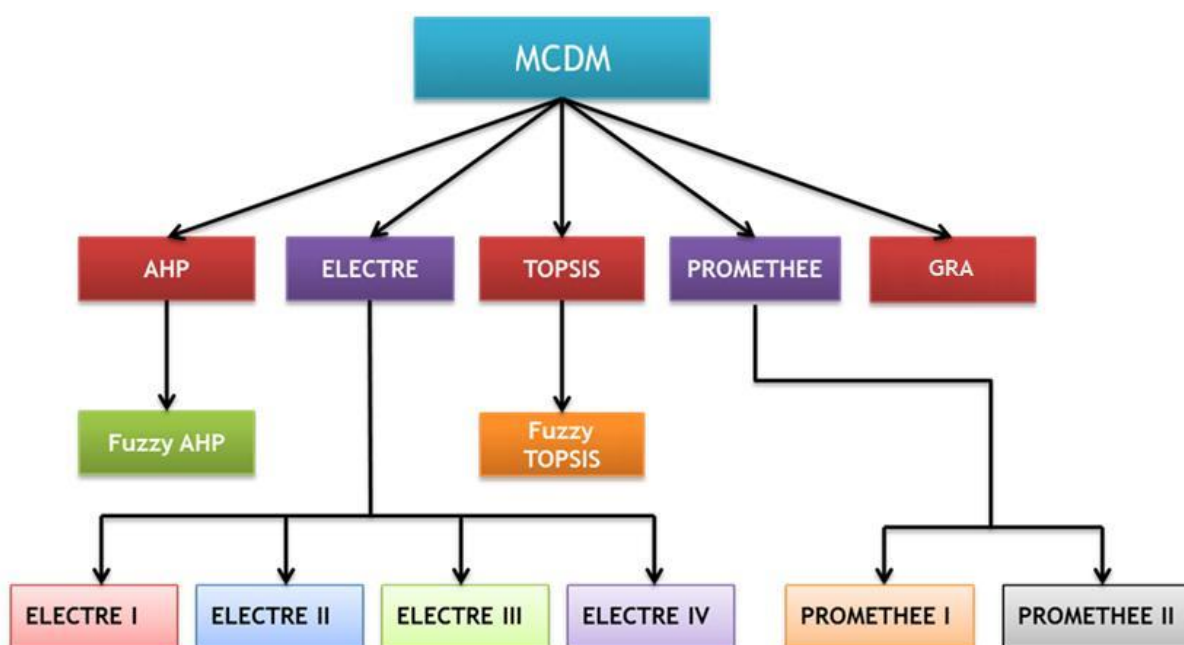 MCDM
AHP
ELECTRE
TOPSIS
PROMETHEE
GRA
Fuzzy AHP
Fuzzy
TOPSIS
ELECTRE I
ELECTRE II
ELECTRE III
ELECTRE IV
PROMETHEE I
PROMETHEE II